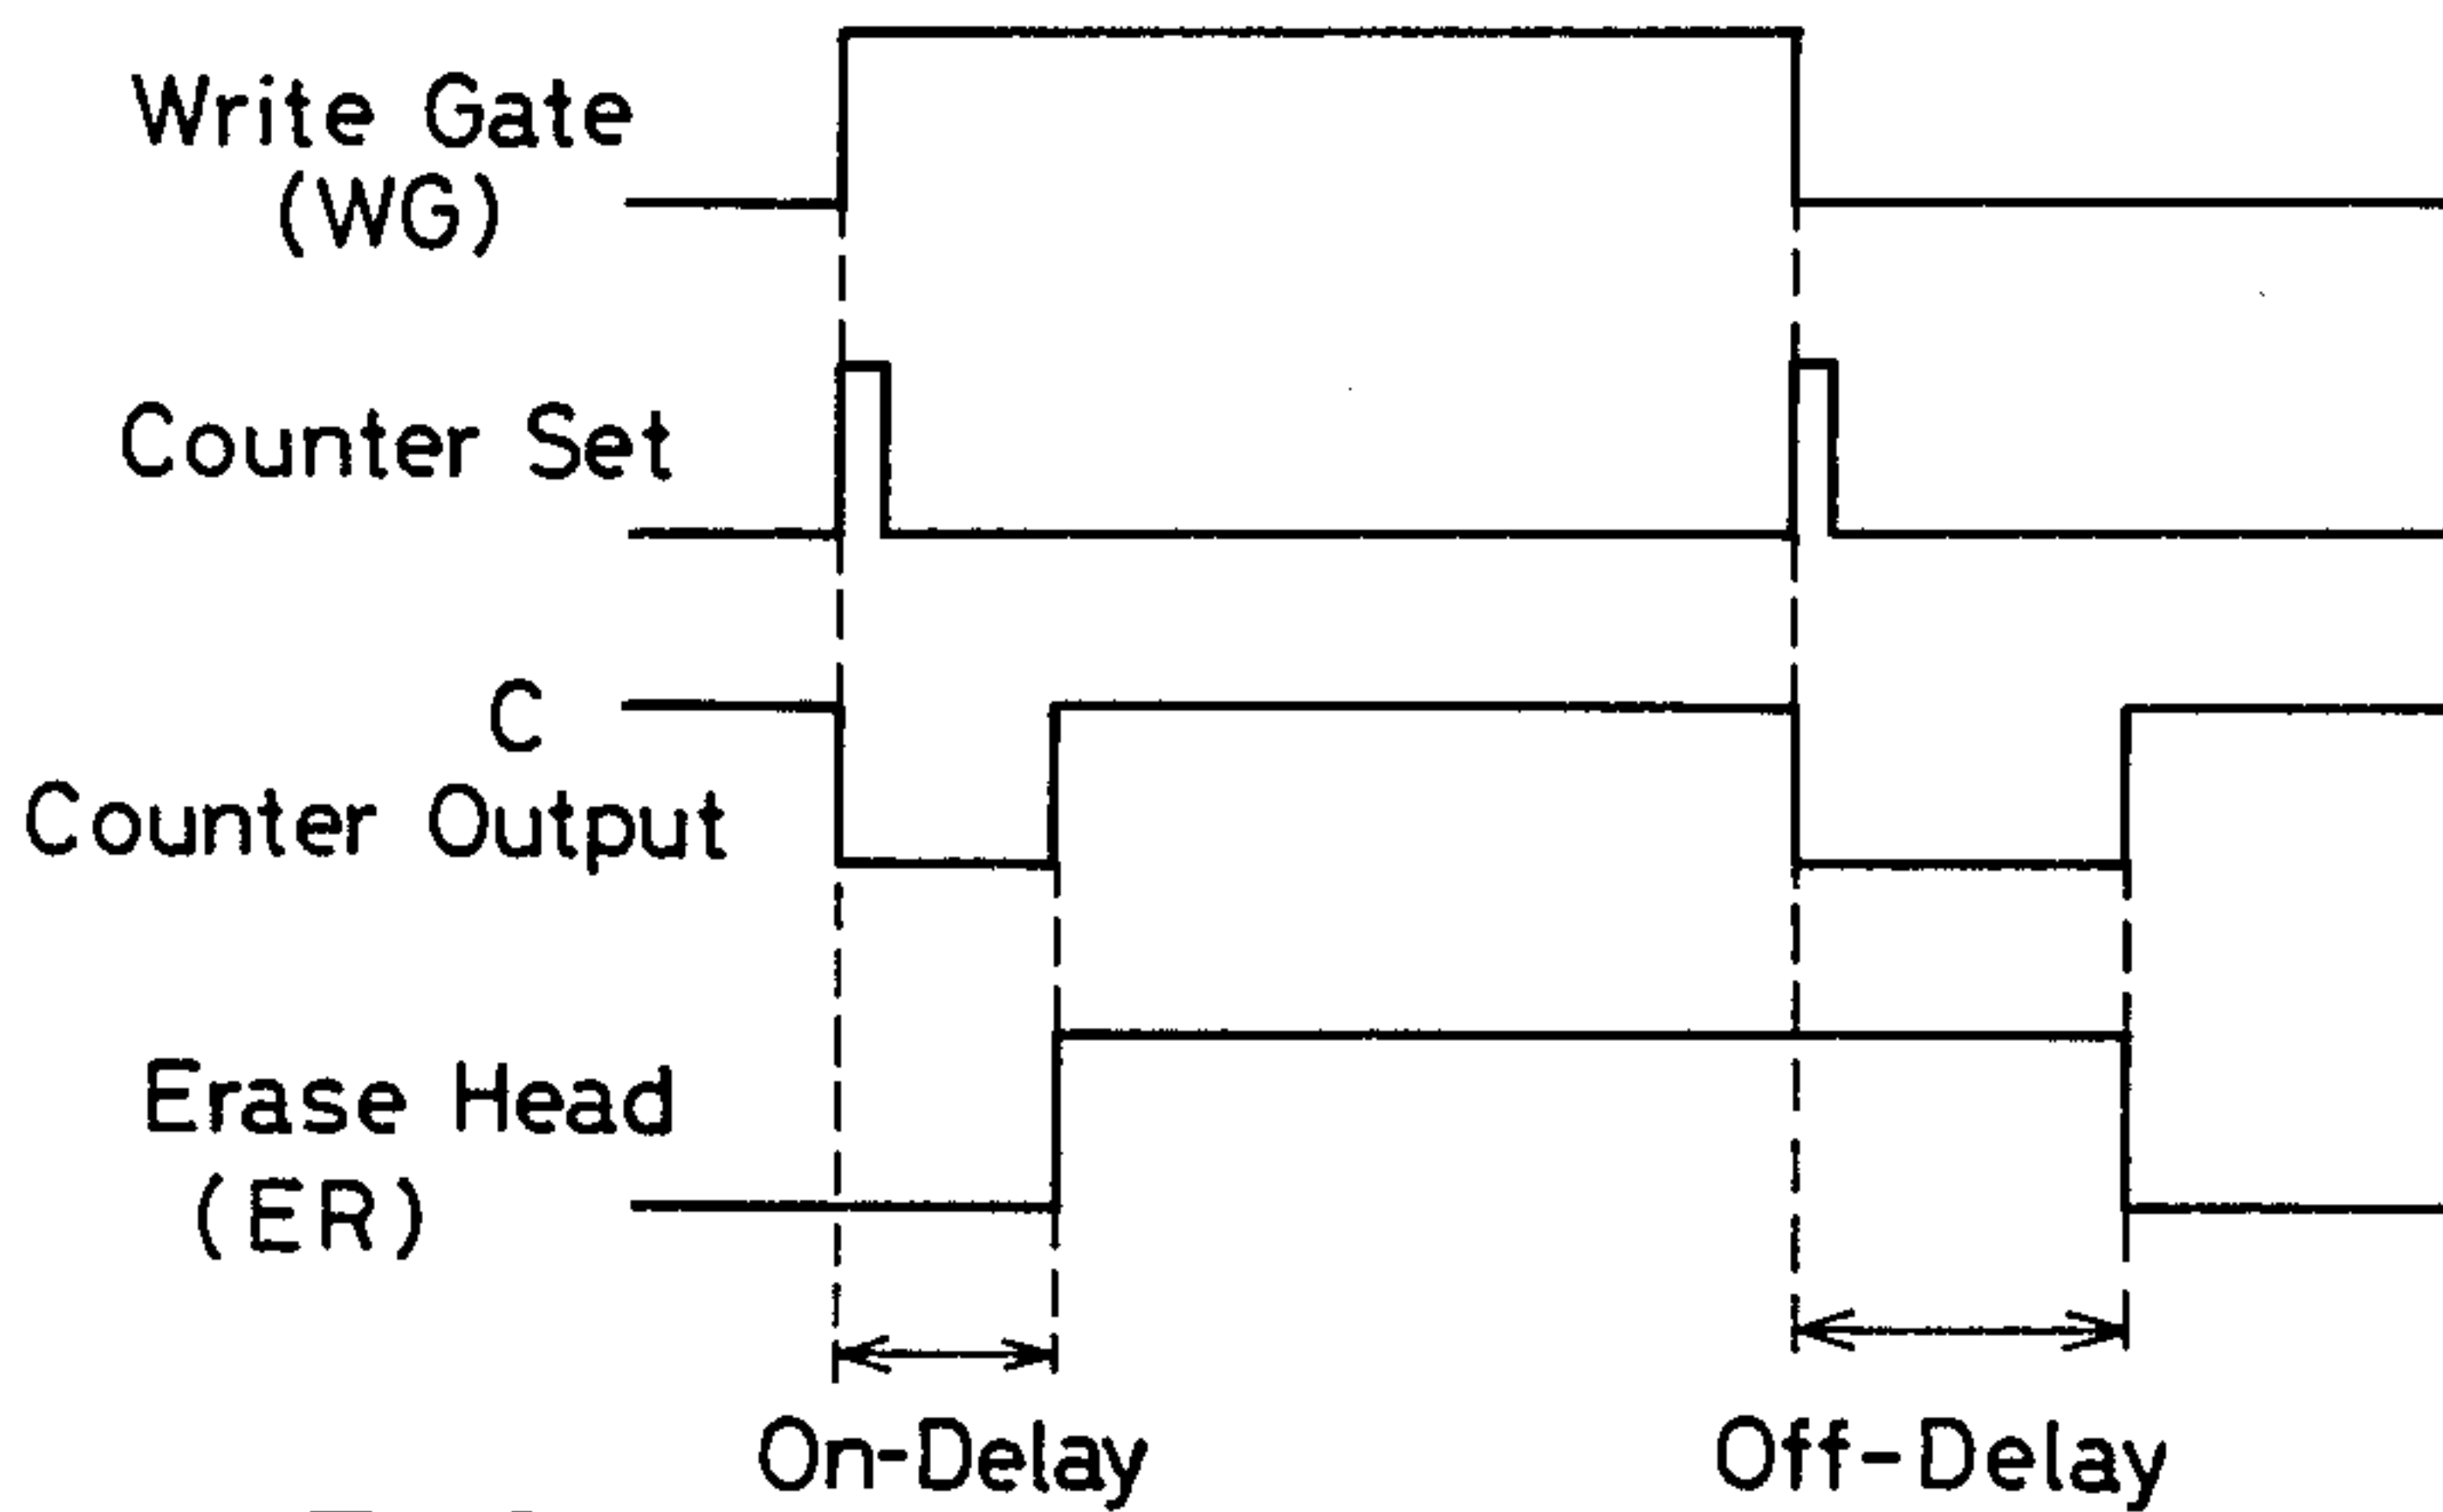 Write Gate
(WG)
Counter Set
C
Counter Output
Erase Head
(ER)
On-Delay
Off-Delay